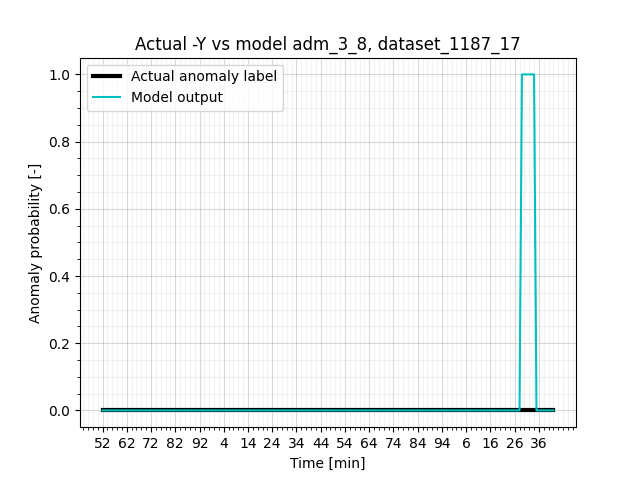 Actual -Y vs model adm_3_8, dataset_1187_17
Actual anomaly label
Model output
Anomaly probability [-]
1.0
0.8
0.6
0.4
0.2
0.0
52 62 72 82 92 4 14 24 34 44 54 64 74 84 94 6 16 26 36
Time [min]